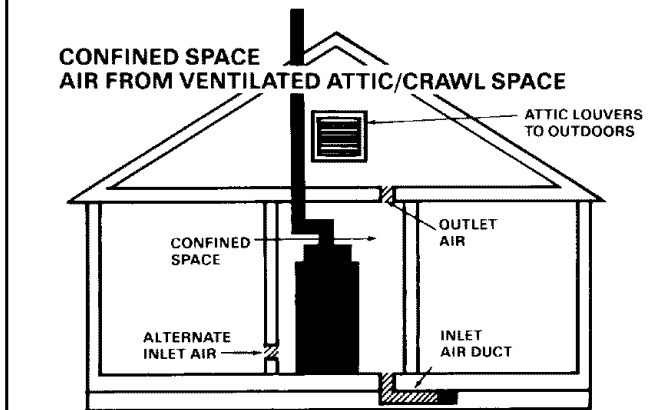 CONFINED SPACE
AIR FROM VENTILATED ATTIC/CRAWL SPACE
ATTIC LOUVERS
TO OUTDOORS
OUTLET
AIR
CONFINED
SPACE
ALTERNATE
INLET AIR
INLET
AIR DUCT